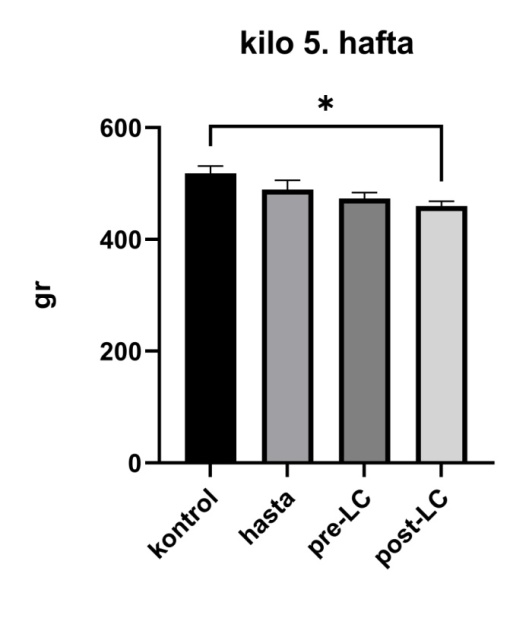 kilo 5. hafta
*
600
400
200
0
gr
kontrol
hasta
pre-LC
post-LC